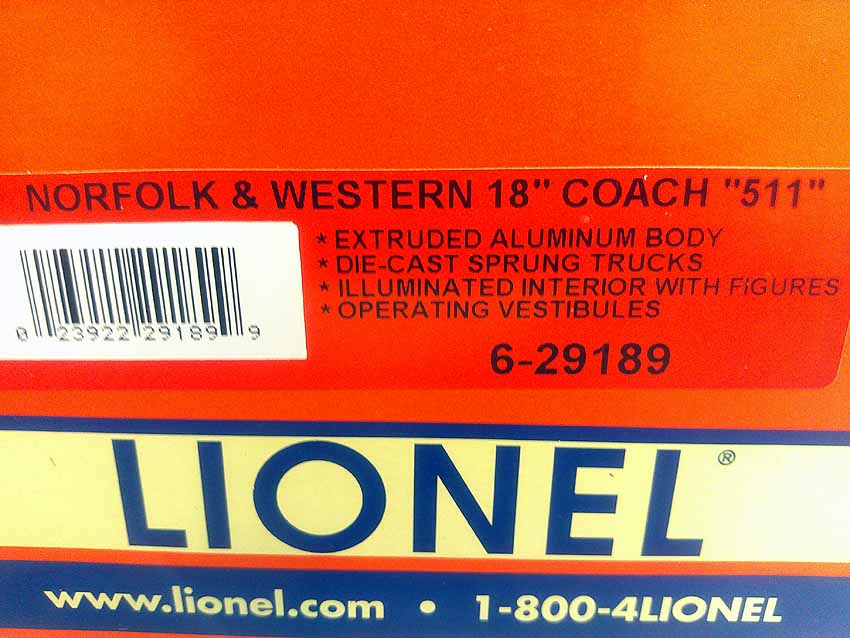 NORFOLK & WESTERN 18" COACH "511"
* EXTRUDED ALUMINUM BODY
* DIE-CAST SPRUNG TRUCKS
* ILLUMINATED INTERIOR WITH FIGURES
* OPERATING VESTIBULES
0 23922 29189 9
6-29189
LIONEL®
www.lionel.com • 1-800-4LIONEL